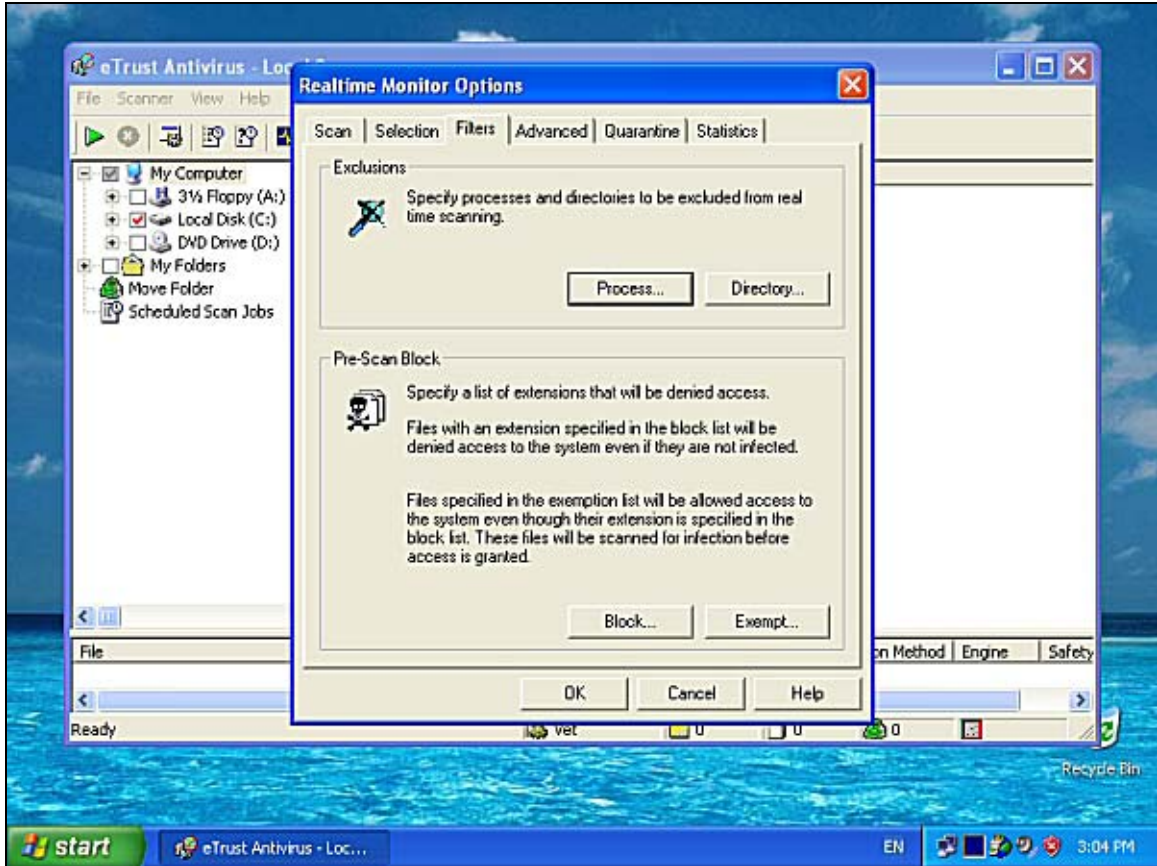 eTrust Antivirus - Loc
File Scanner View Help
Realtime Monitor Options
Scan Selection Filters Advanced Quarantine Statistics
My Computer
3½ Floppy (A:)
Local Disk (C:)
DVD Drive (D:)
My Folders
Move Folder
Scheduled Scan Jobs
Exclusions
Specify processes and directories to be excluded from real
time scanning.
Process... Directory...
Pre-Scan Block
Specify a list of extensions that will be denied access.
Files with an extension specified in the block list will be
denied access to the system even if they are not infected.
Files specified in the exemption list will be allowed access to
the system even though their extension is specified in the
block list. These files will be scanned for infection before
access is granted.
Block... Exempt...
OK Cancel Help
File on Method Engine Safety
Ready Vet 0 0 0
Recycle Bin
start eTrust Antivirus - Loc... EN 3:04 PM